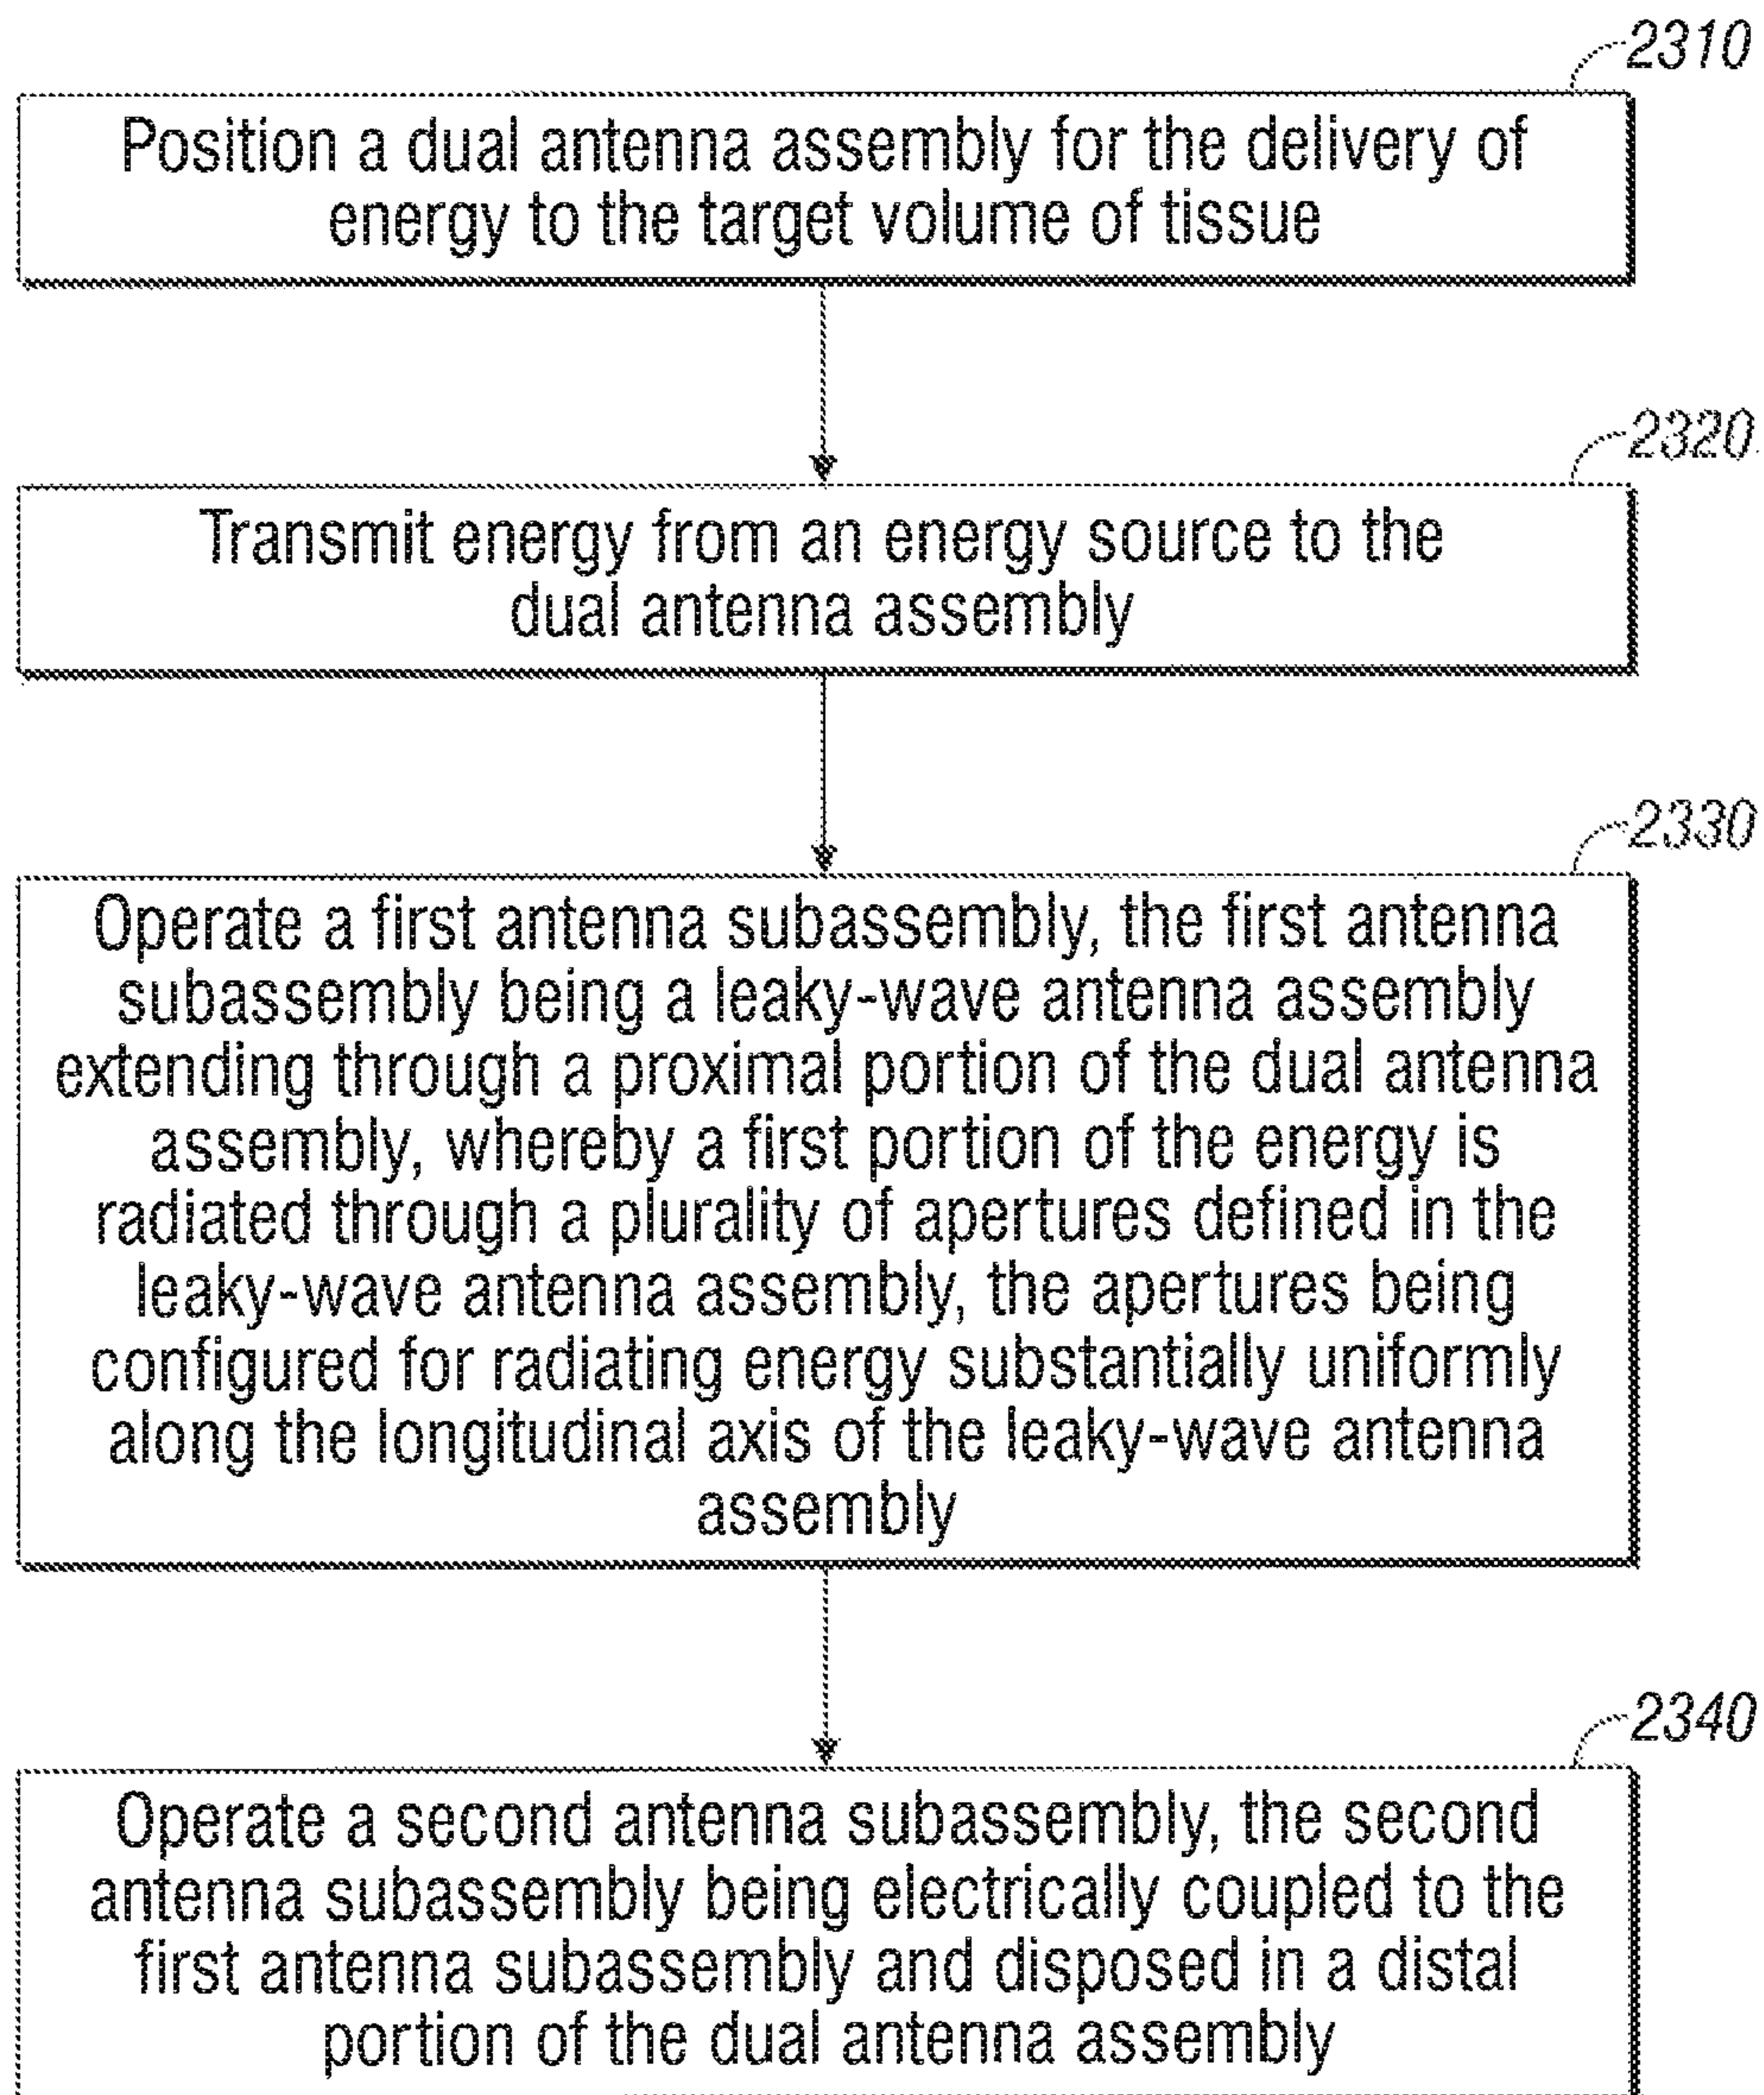 2310
Position a dual antenna assembly for the delivery of
energy to the target volume of tissue
2320
Transmit energy from an energy source to the
dual antenna assembly
2330
Operate a first antenna subassembly, the first antenna
subassembly being a leaky-wave antenna assembly
extending through a proximal portion of the dual antenna
assembly, whereby a first portion of the energy is
radiated through a plurality of apertures defined in the
leaky-wave antenna assembly, the apertures being
configured for radiating energy substantially uniformly
along the longitudinal axis of the leaky-wave antenna
assembly
2340
Operate a second antenna subassembly, the second
antenna subassembly being electrically coupled to the
first antenna subassembly and disposed in a distal
portion of the dual antenna assembly